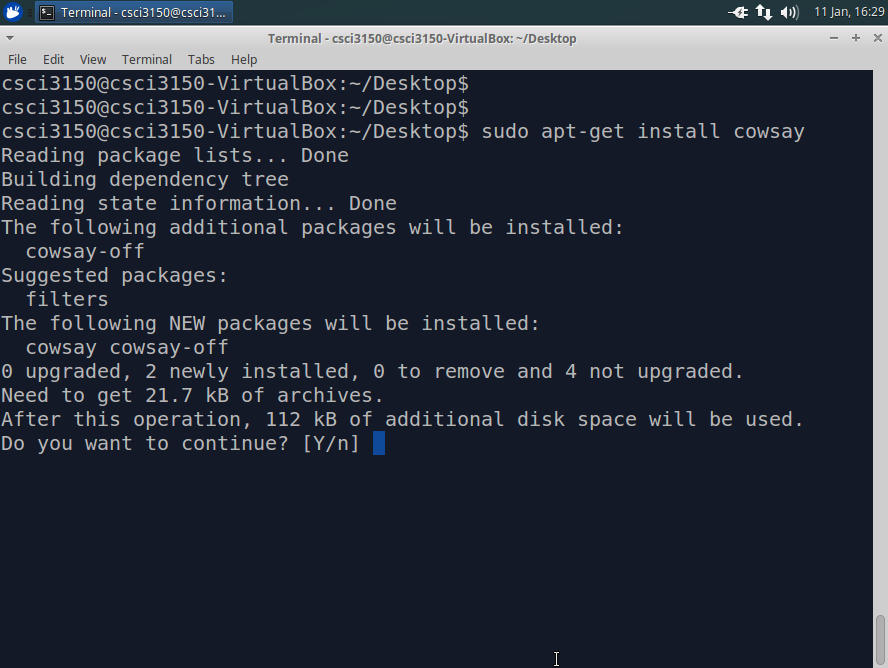 Terminal - csci3150@csci31...
11 Jan, 16:29
Terminal - csci3150@csci3150-VirtualBox: ~/Desktop
File Edit View Terminal Tabs Help
csci3150@csci3150-VirtualBox:~/Desktop$
csci3150@csci3150-VirtualBox:~/Desktop$
csci3150@csci3150-VirtualBox:~/Desktop$ sudo apt-get install cowsay
Reading package lists... Done
Building dependency tree
Reading state information... Done
The following additional packages will be installed:
  cowsay-off
Suggested packages:
  filters
The following NEW packages will be installed:
  cowsay cowsay-off
0 upgraded, 2 newly installed, 0 to remove and 4 not upgraded.
Need to get 21.7 kB of archives.
After this operation, 112 kB of additional disk space will be used.
Do you want to continue? [Y/n]